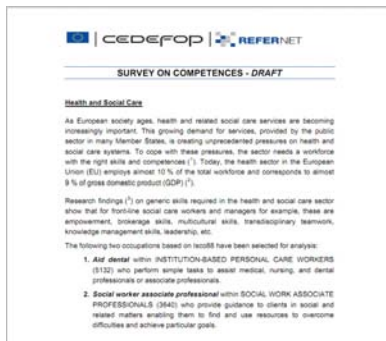 CEDEFOP REFERNET
SURVEY ON COMPETENCES - DRAFT
Health and Social Care
As European society ages, health and related social care services are becoming
increasingly important. This growing demand for services, provided by the public
sector in many Member States, is creating unprecedented pressures on health and
social care systems. To cope with these pressures, the sector needs a workforce
with the right skills and competences (1). Today, the health sector in the European
Union (EU) employs almost 10 % of the total workforce and corresponds to almost
9 % of gross domestic product (GDP) (2).
Research findings (3) on generic skills required in the health and social care sector
show that for front-line social care workers and managers for example, these are
empowerment, brokerage skills, multicultural skills, transdisciplinary teamwork,
knowledge management skills, leadership, etc.
The following two occupations based on isco88 have been selected for analysis:
1. Aid dental within INSTITUTION-BASED PERSONAL CARE WORKERS
(5132) who perform simple tasks to assist medical, nursing, and dental
professionals or associate professionals.
2. Social worker associate professional within SOCIAL WORK ASSOCIATE
PROFESSIONALS (3640) who provide guidance to clients in social and
related matters enabling them to find and use resources to overcome
difficulties and achieve particular goals.